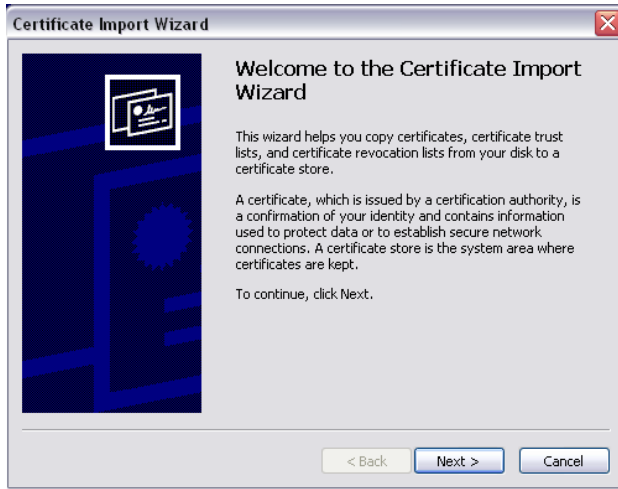 Certificate Import Wizard
Welcome to the Certificate Import
Wizard
This wizard helps you copy certificates, certificate trust
lists, and certificate revocation lists from your disk to a
certificate store.
A certificate, which is issued by a certification authority, is
a confirmation of your identity and contains information
used to protect data or to establish secure network
connections. A certificate store is the system area where
certificates are kept.
To continue, click Next.
< Back Next > Cancel